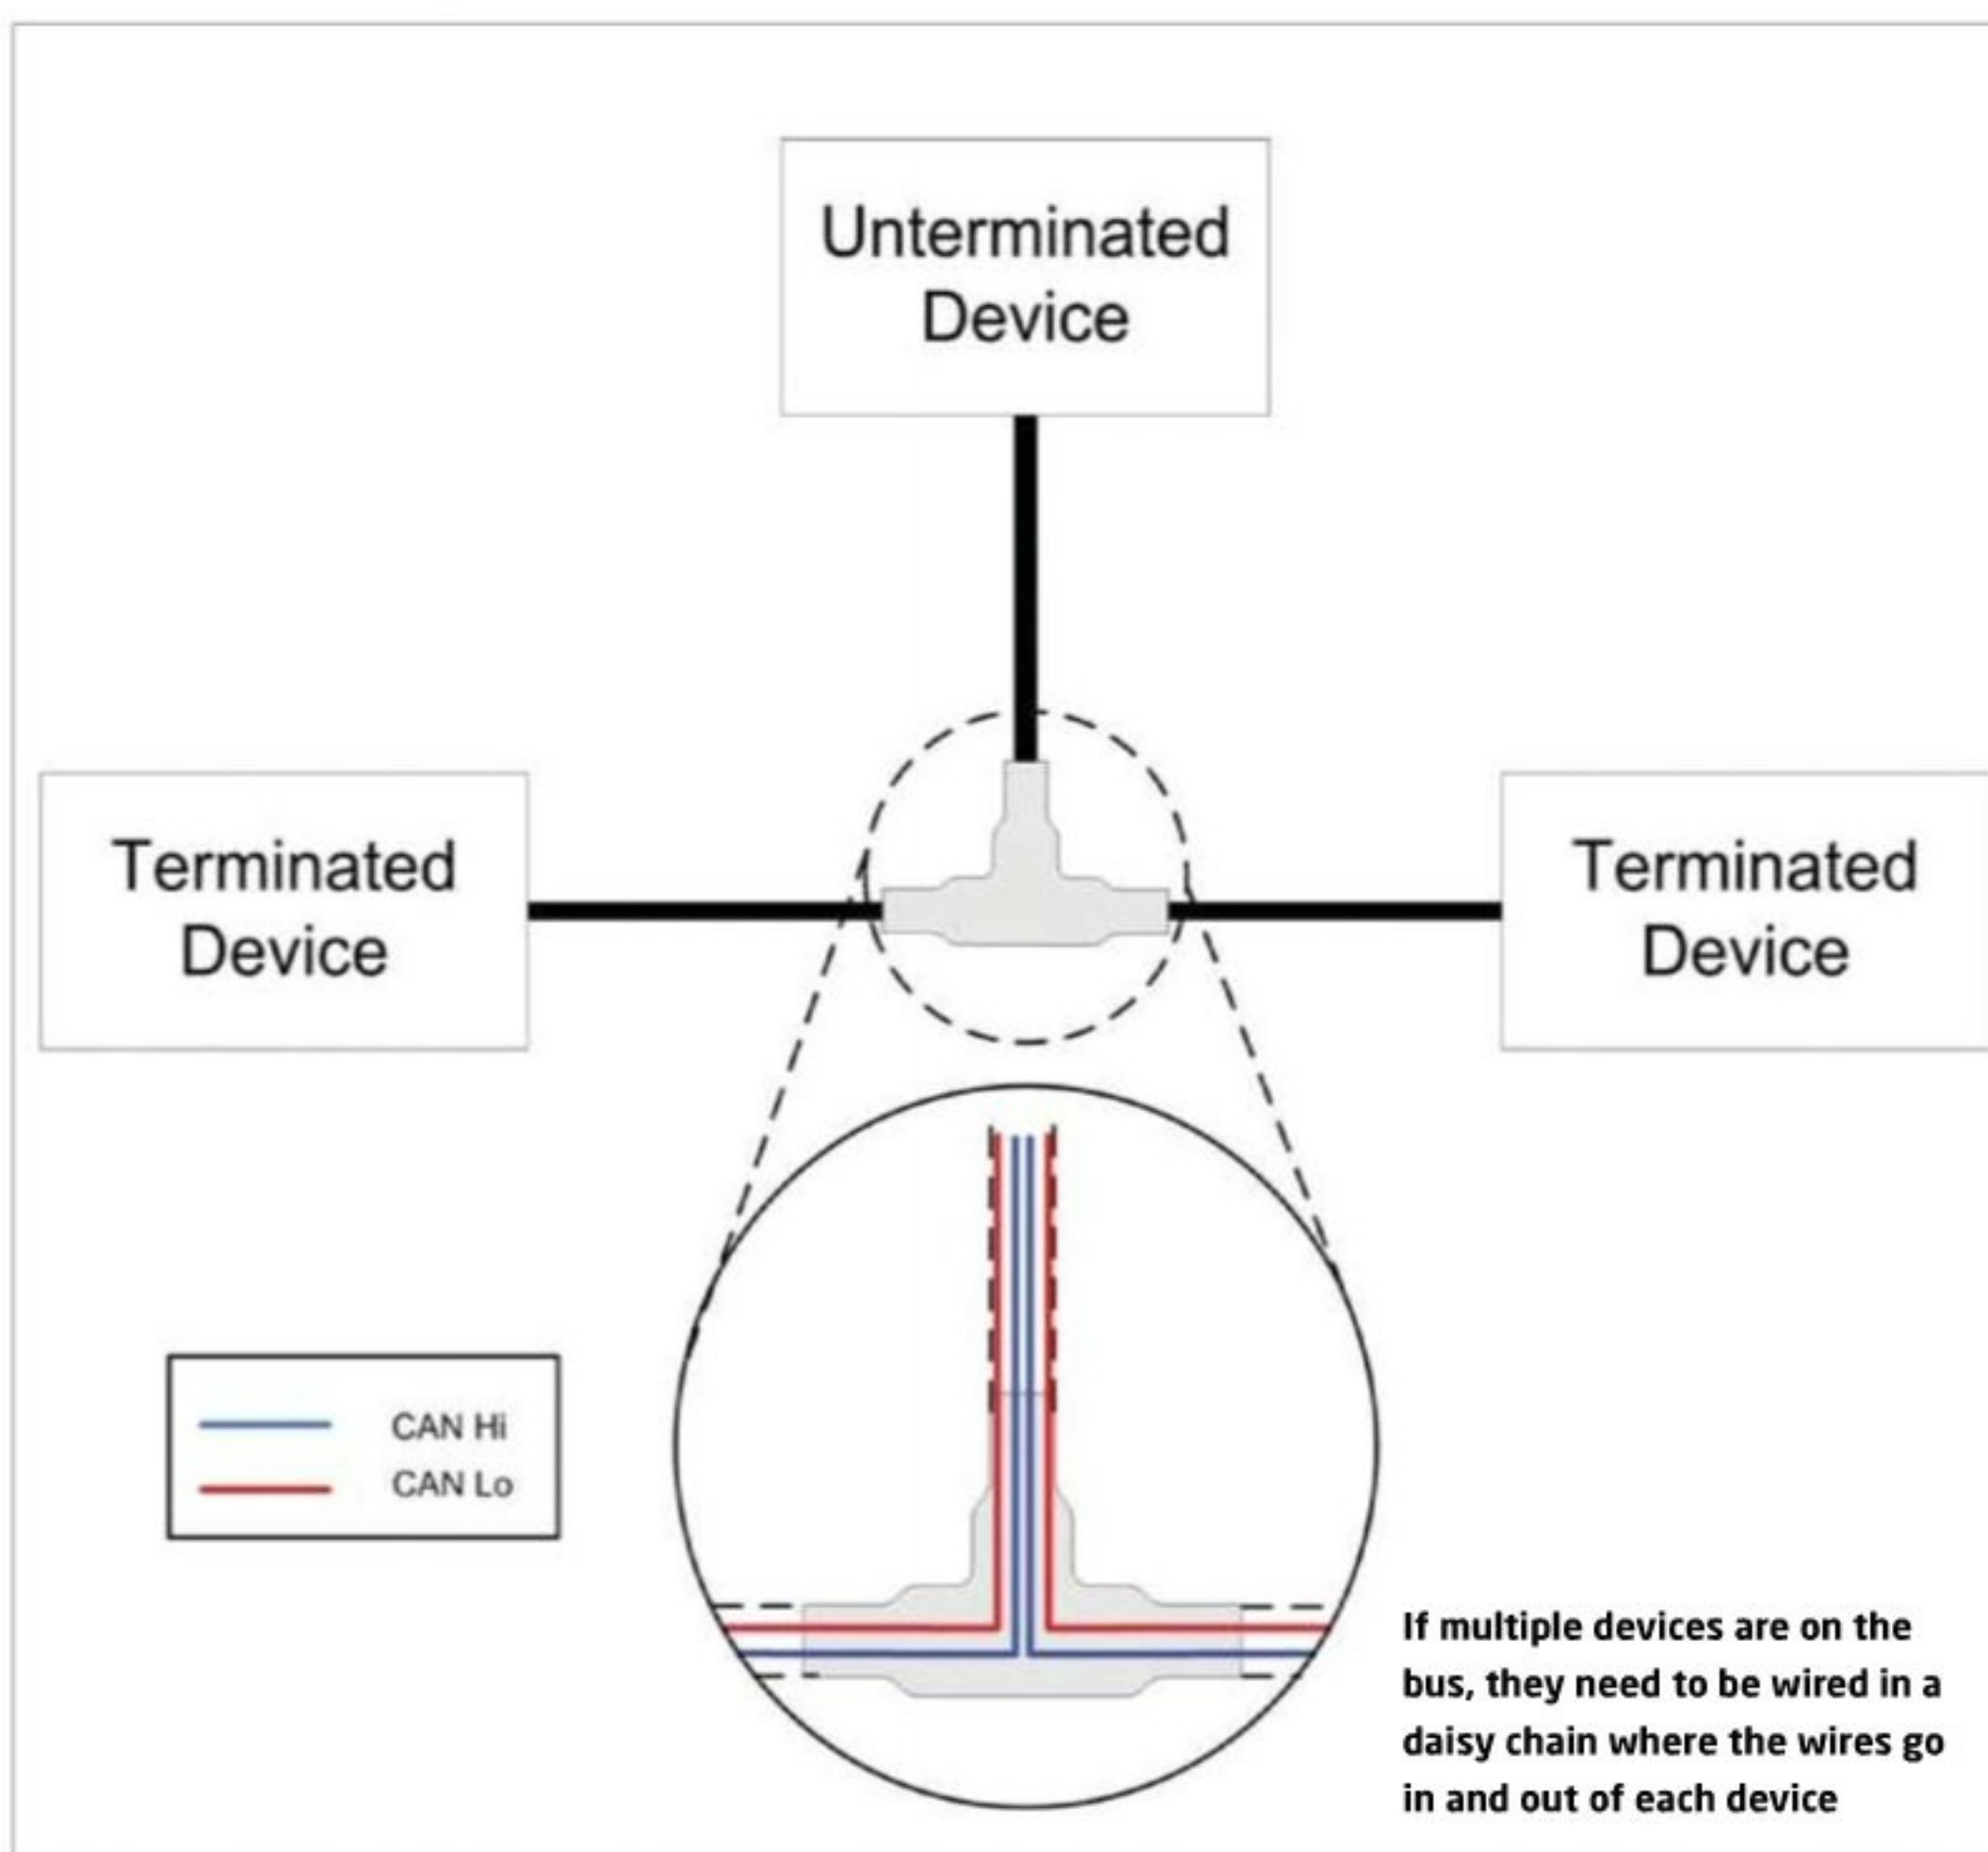 Unterminated
Device
Terminated
Device
Terminated
Device
CAN Hi
CAN Lo
If multiple devices are on the
bus, they need to be wired in a
daisy chain where the wires go
in and out of each device